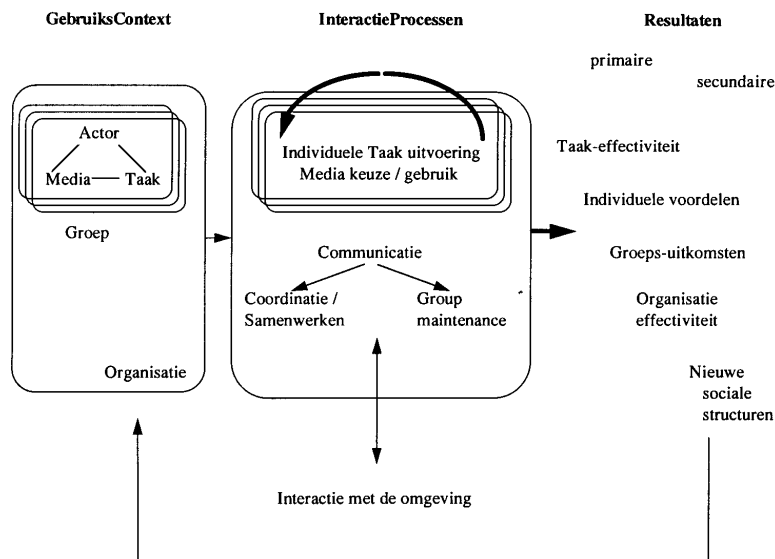 GebruiksContext
Actor
Media
Taak
Groep
Organisatie
InteractieProcessen
Individuele Taak uitvoering
Media keuze / gebruik
Communicatie
Coordinatie /
Samenwerken
Group
maintenance
Interactie met de omgeving
Resultaten
primaire
secundaire
Taak-effectiviteit
Individuele voordelen
Groeps-uitkomsten
Organisatie
effectiviteit
Nieuwe
sociale
structuren